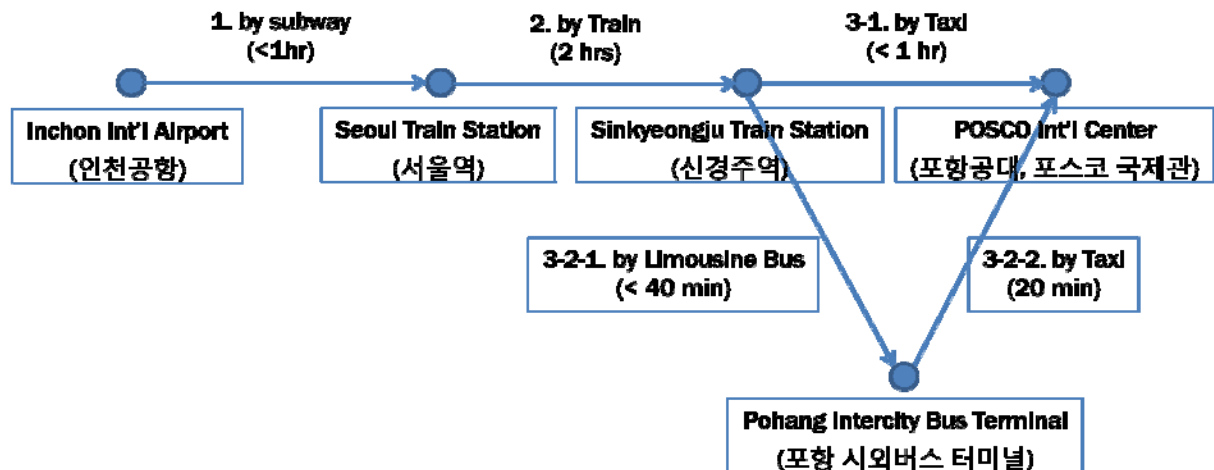 1. by subway
(<1hr)
2. by Train
(2 hrs)
3-1. by Taxi
(< 1 hr)
Inchon Int'l Airport
(인천공항)
Seoul Train Station
(서울역)
Sinkyeongju Train Station
(신경주역)
POSCO Int'l Center
(포항공대, 포스코 국제관)
3-2-1. by Limousine Bus
(< 40 min)
3-2-2. by Taxi
(20 min)
Pohang Intercity Bus Terminal
(포항 시외버스 터미널)